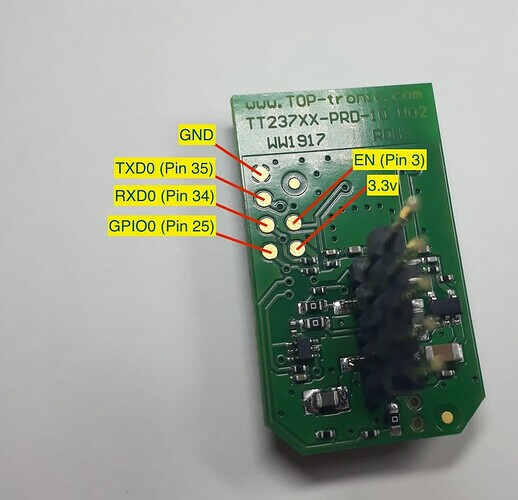 www.TOP-tronic.com
TT237XX-PRD-10 V02
WW1917 ROHS
GND
TXD0 (Pin 35)
EN (Pin 3)
RXD0 (Pin 34)
3.3v
GPIO0 (Pin 25)